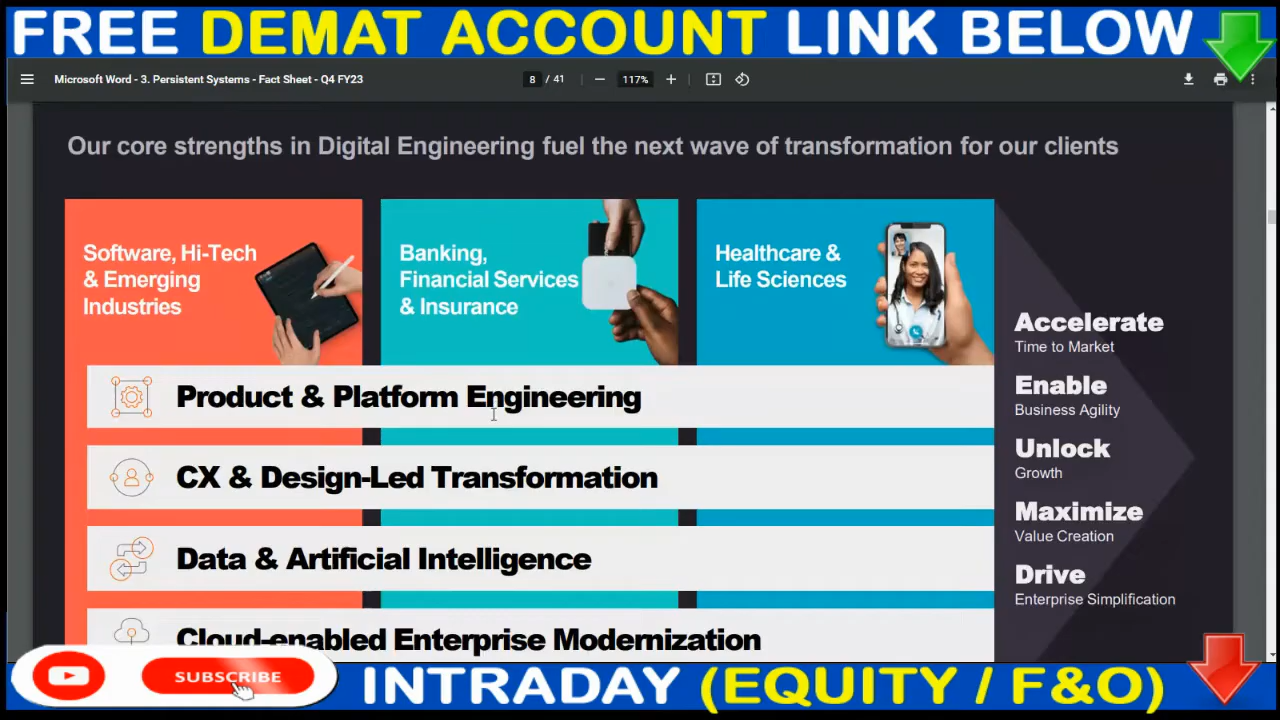 FREE DEMAT ACCOUNT LINK BELOW
Microsoft Word - 3. Persistent Systems - Fact Sheet - Q4 FY23
8 / 41
117%
Our core strengths in Digital Engineering fuel the next wave of transformation for our clients
Software, Hi-Tech
& Emerging
Industries
Banking,
Financial Services
& Insurance
Healthcare &
Life Sciences
Product & Platform Engineering
CX & Design-Led Transformation
Data & Artificial Intelligence
Cloud-enabled Enterprise Modernization
Accelerate
Time to Market
Enable
Business Agility
Unlock
Growth
Maximize
Value Creation
Drive
Enterprise Simplification
SUBSCRIBE
INTRADAY (EQUITY / F&O)